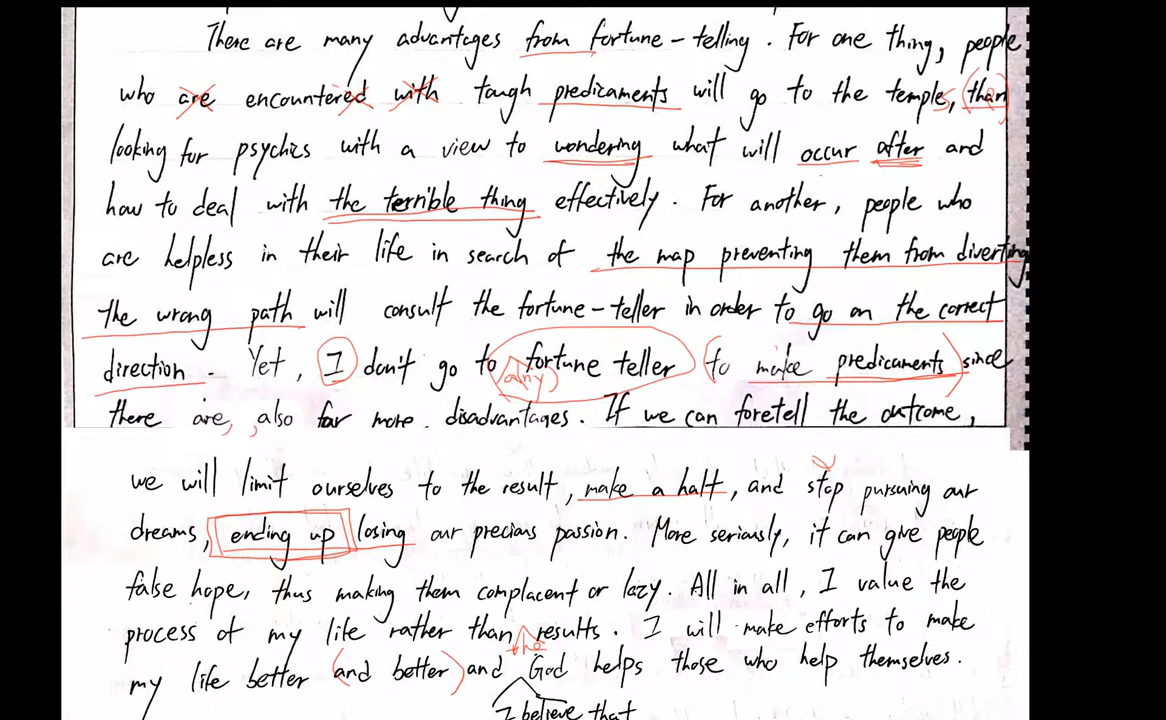 There are many advantages from fortune-telling. For one thing, people
who are encountered with tough predicaments will go to the temples, (than)
looking for psychics with a view to wondering what will occur after and
how to deal with the terrible thing effectively. For another, people who
are helpless in their life in search of the map preventing them from diverting
the wrong path will consult the fortune-teller in order to go on the correct
direction. Yet, I don't go to fortune teller (to make predicaments) since
any
there are, also far more disadvantages. If we can foretell the outcome,
we will limit ourselves to the result, make a halt, and stop pursuing our
dreams, ending up losing our precious passion. More seriously, it can give people
false hope, thus making them complacent or lazy. All in all, I value the
process of my life rather than results. I will make efforts to make
the
my life better (and better) and God helps those who help themselves.
I believe that